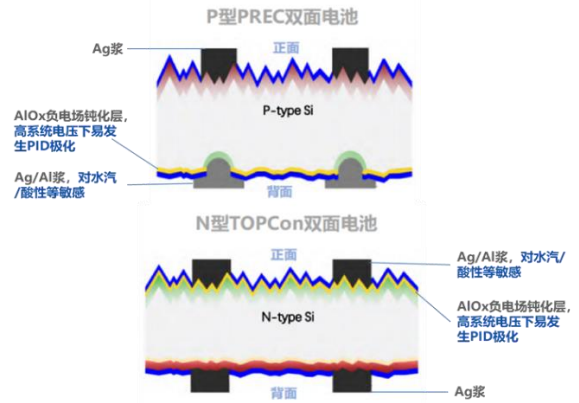 P型PREC双面电池
Ag浆
正面
P-type Si
AlOx负电场钝化层，
高系统电压下易发
生PID极化
Ag/Al浆，对水汽
/酸性等敏感
背面
N型TOPCon双面电池
正面
Ag/Al浆，对水汽/
酸性等敏感
N-type Si
AlOx负电场钝化层，
高系统电压下易发
生PID极化
背面
Ag浆